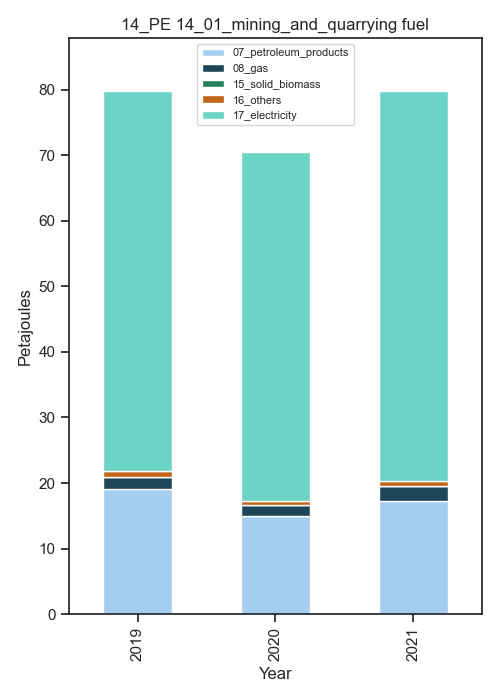 14_PE 14_01_mining_and_quarrying fuel
07_petroleum_products
08_gas
15_solid_biomass
16_others
17_electricity
80
70
60
50
40
30
20
10
0
Petajoules
2019
2020
2021
Year